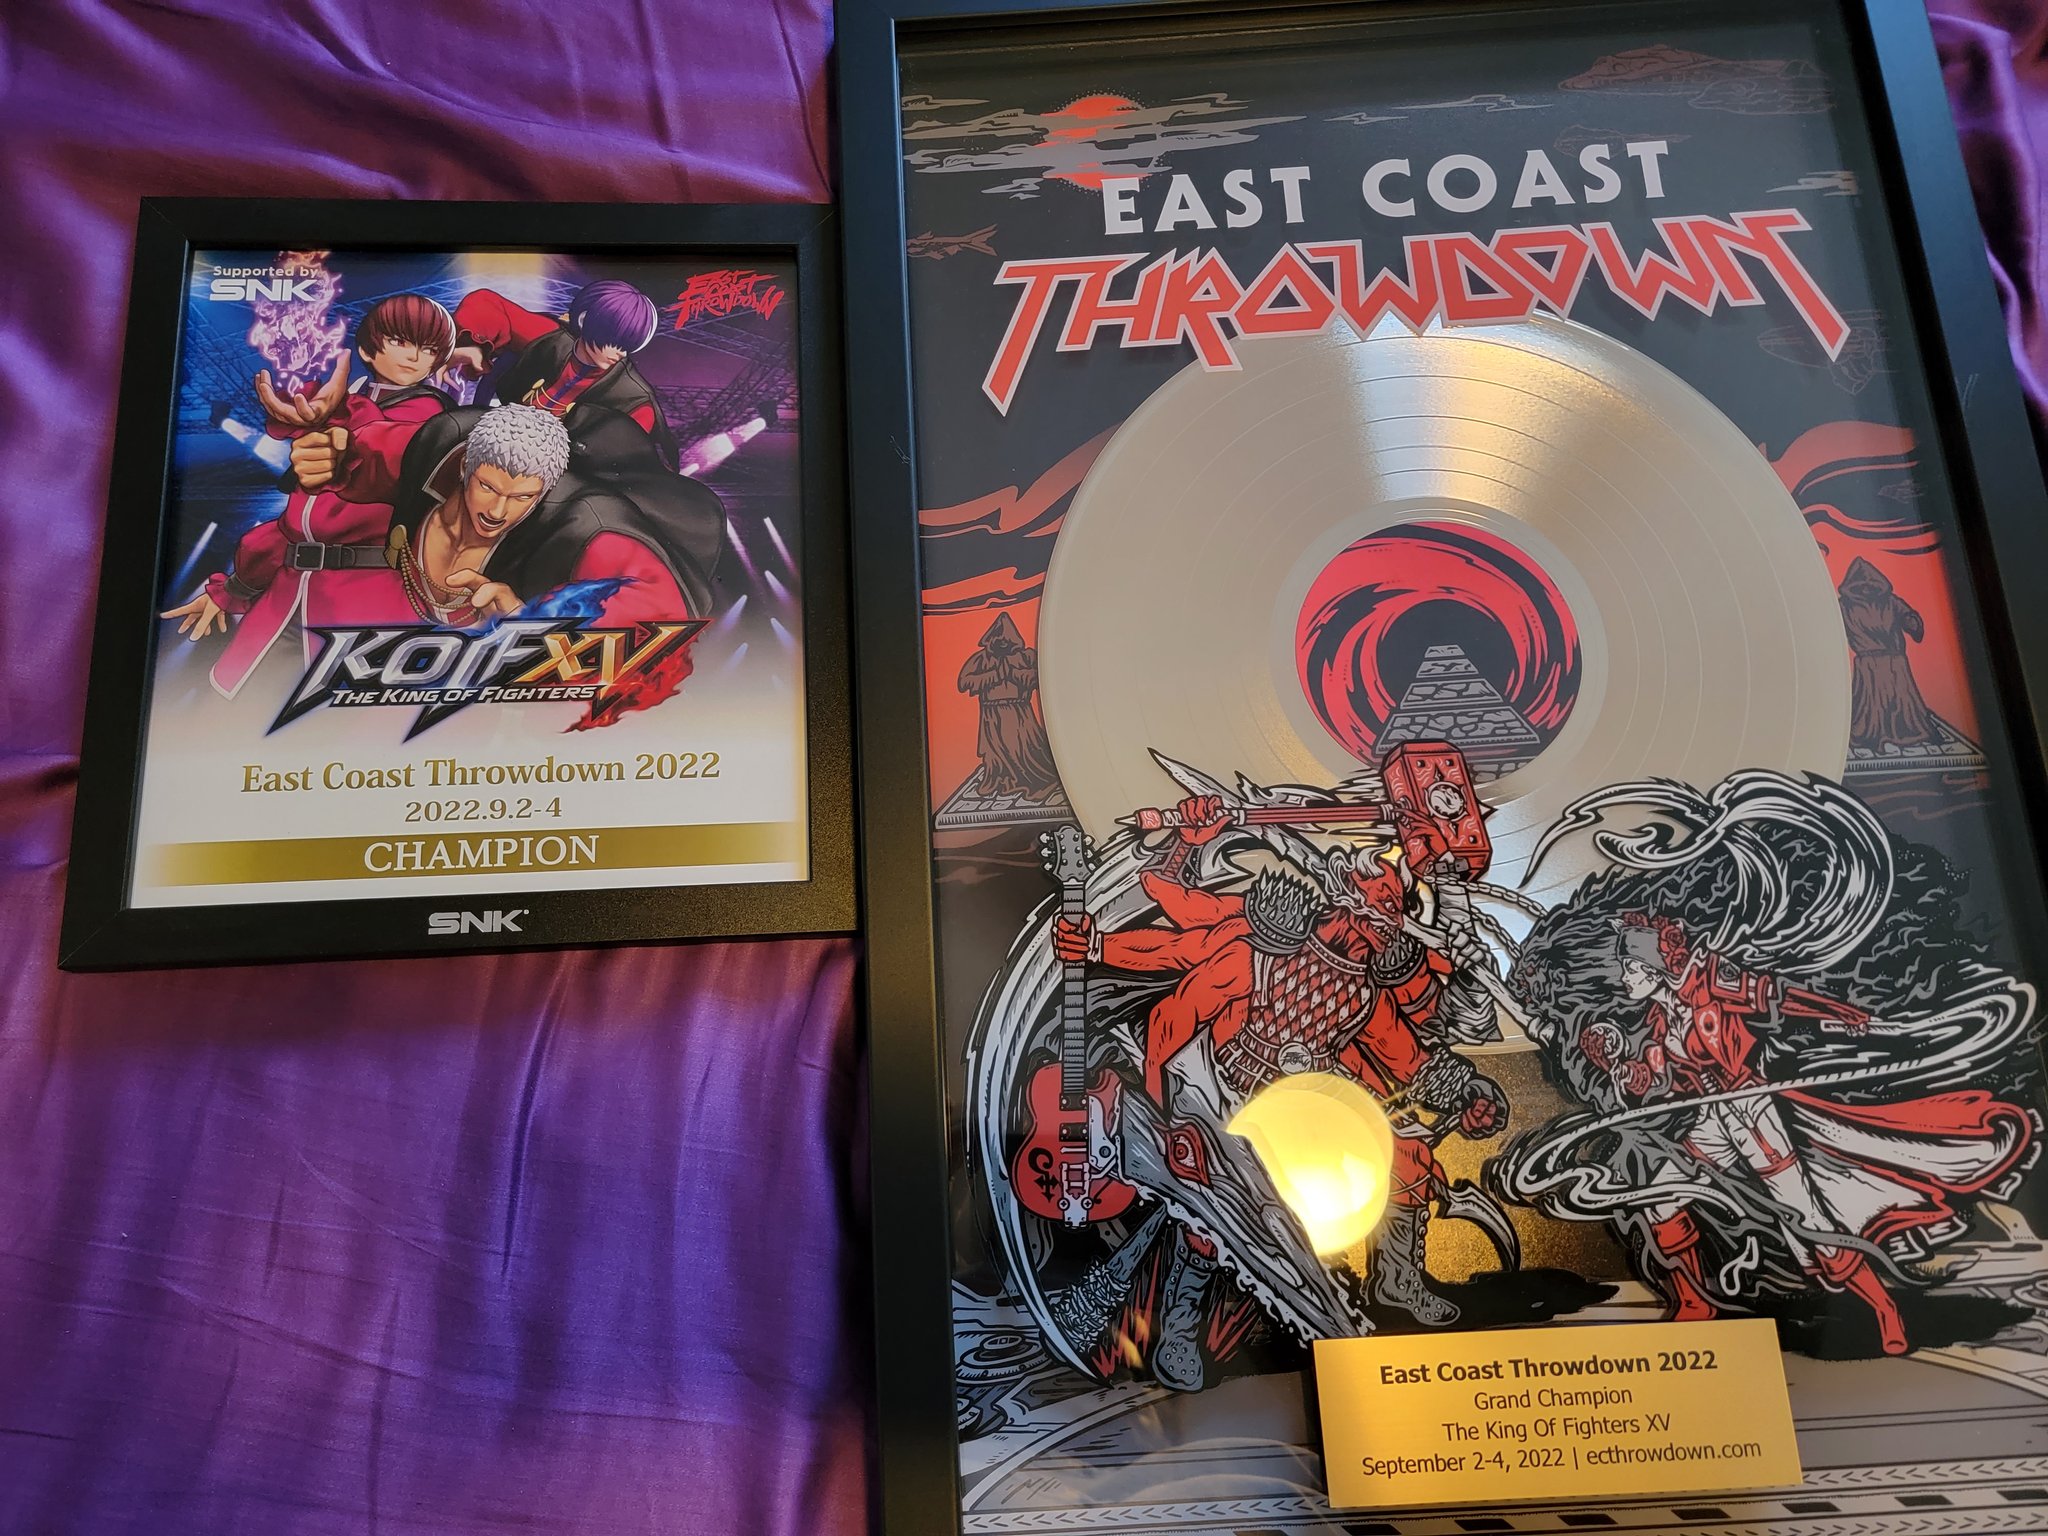 Supported by
SNK
EAST
COAST
THROWDOWN
KOF XV
THE KING OF FIGHTERS
East Coast Throwdown 2022
2022.9.2-4
CHAMPION
SNK
EAST COAST
THROWDOWN
East Coast Throwdown 2022
Grand Champion
The King Of Fighters XV
September 2-4, 2022 | ecthrowdown.com